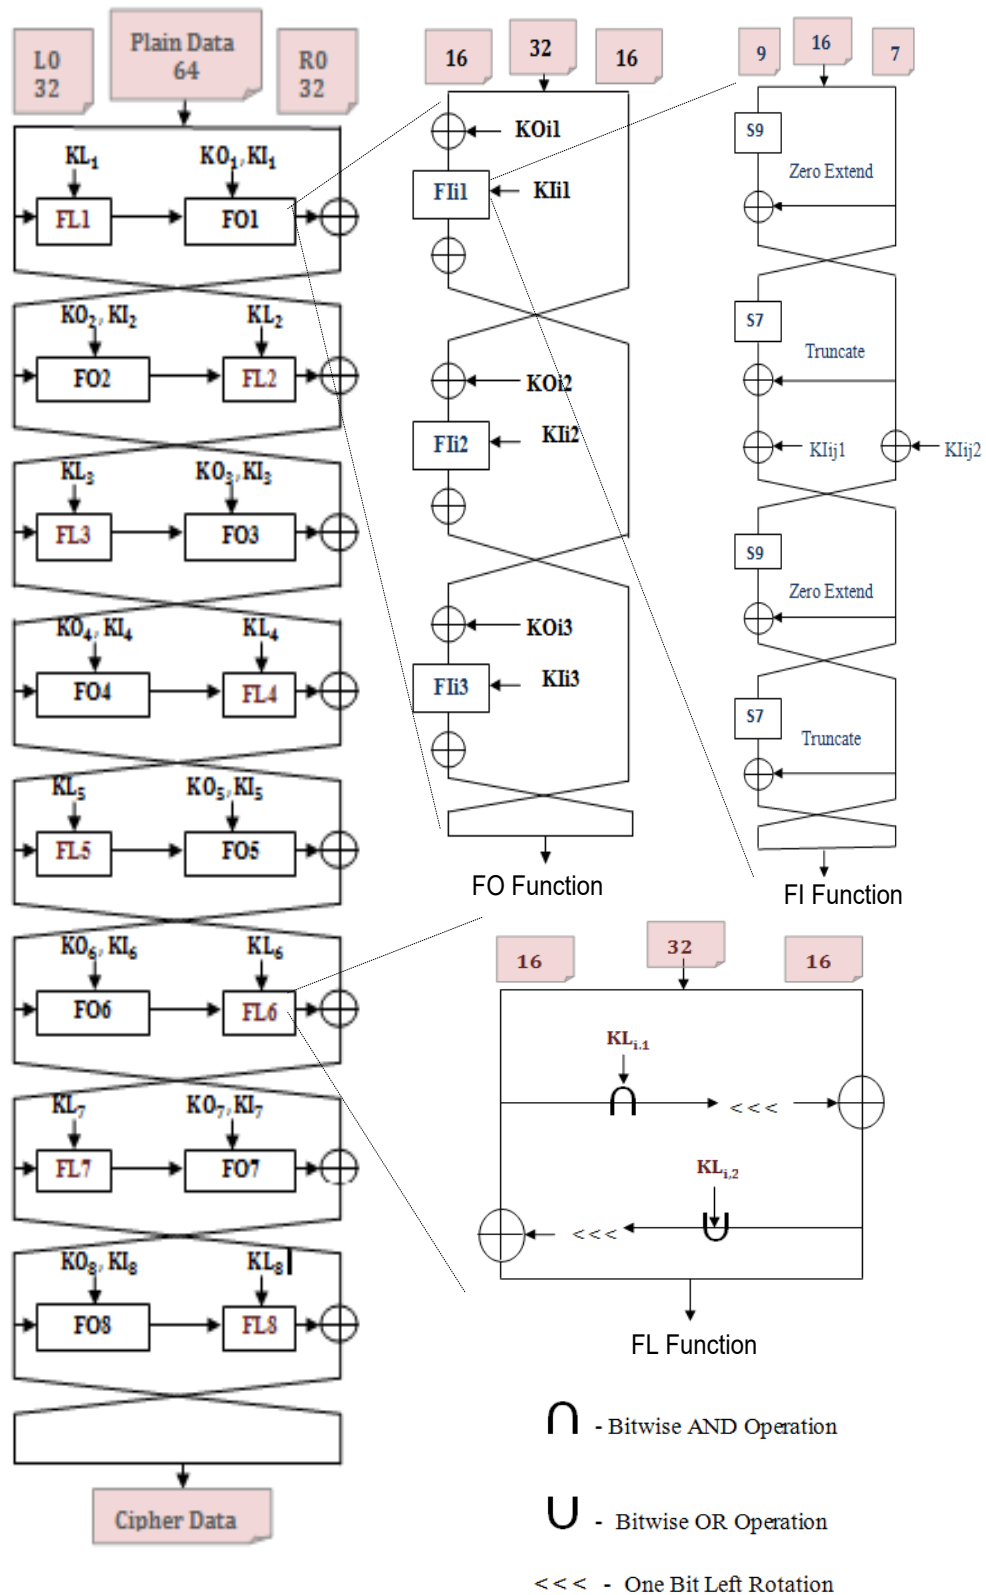 L0
32
Plain Data
64
R0
32
KL1
KO1, KI1
FL1
FO1
KO2, KI2
KL2
FO2
FL2
KL3
KO3, KI3
FL3
FO3
KO4, KI4
KL4
FO4
FL4
KL5
KO5, KI5
FL5
FO5
KO6, KI6
KL6
FO6
FL6
KL7
KO7, KI7
FL7
FO7
KO8, KI8
KL8
FO8
FL8
Cipher Data
16
32
16
KOi1
FIi1
KIi1
KOi2
KIi2
FIi2
KOi3
KIi3
FIi3
FO Function
9
16
7
S9
Zero Extend
S7
Truncate
KIij1
KIij2
S9
Zero Extend
S7
Truncate
FI Function
16
32
16
KLi.1
<<<
KLi,2
<<<
FL Function
∩ - Bitwise AND Operation
∪ - Bitwise OR Operation
<<< - One Bit Left Rotation